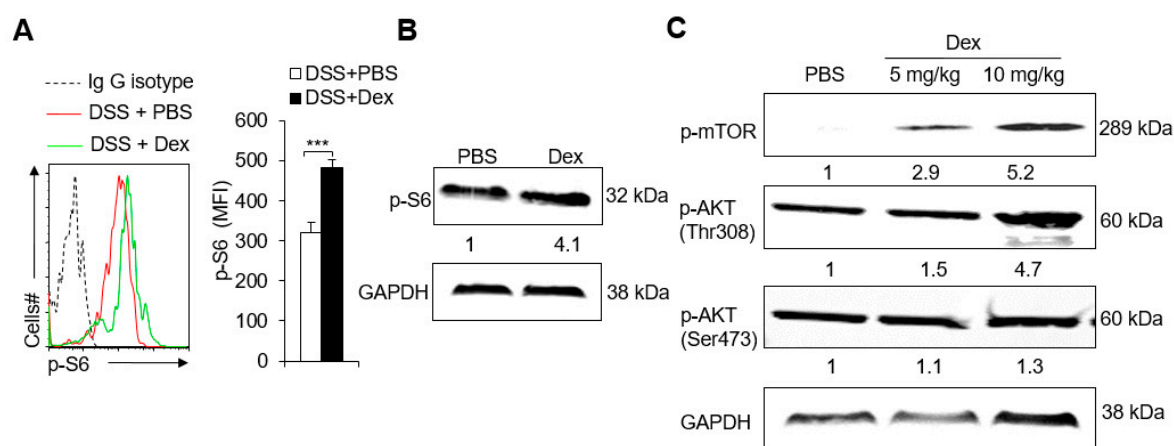 A
Ig G isotype
DSS + PBS
DSS + Dex
Cells#
p-S6
DSS+PBS
DSS+Dex
p-S6 (MFI)
600
500
400
300
200
100
0
***
B
PBS Dex
p-S6 32 kDa
1 4.1
GAPDH 38 kDa
C
Dex
PBS 5 mg/kg 10 mg/kg
p-mTOR 289 kDa
1 2.9 5.2
p-AKT
(Thr308)
60 kDa
1 1.5 4.7
p-AKT
(Ser473)
60 kDa
1 1.1 1.3
GAPDH 38 kDa